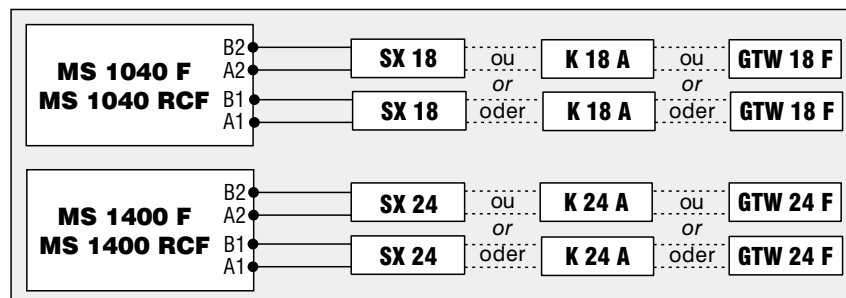 B2 SX 18 ou K 18 A ou GTW 18 F
MS 1040 F A2 or or
MS 1040 RCF B1 SX 18 oder K 18 A oder GTW 18 F
A1
B2 SX 24 ou K 24 A ou GTW 24 F
MS 1400 F A2 or or
MS 1400 RCF B1 SX 24 oder K 24 A oder GTW 24 F
A1